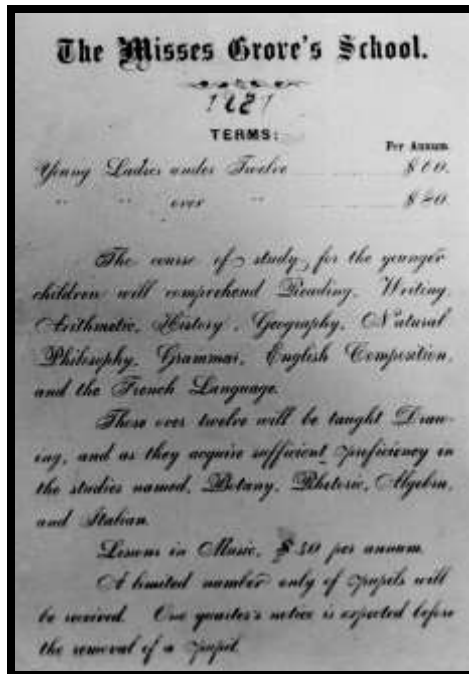 The Misses Grove's School.
TERMS:
Per Annum.
Young Ladies under Twelve
" " over "
The course of study, for the younger
children will comprehend Reading, Writing,
Arithmetic, History, Geography, Natural
Philosophy, Grammar, English Composition,
and the French Language.
Those over twelve will be taught Draw-
ing, and as they acquire sufficient proficiency in
the studies named, Botany, Rhetoric, Algebra,
and Italian.
Lessons in Music, per annum.
A limited number only of pupils will
be received. One quarter's notice is expected before
the removal of a pupil.